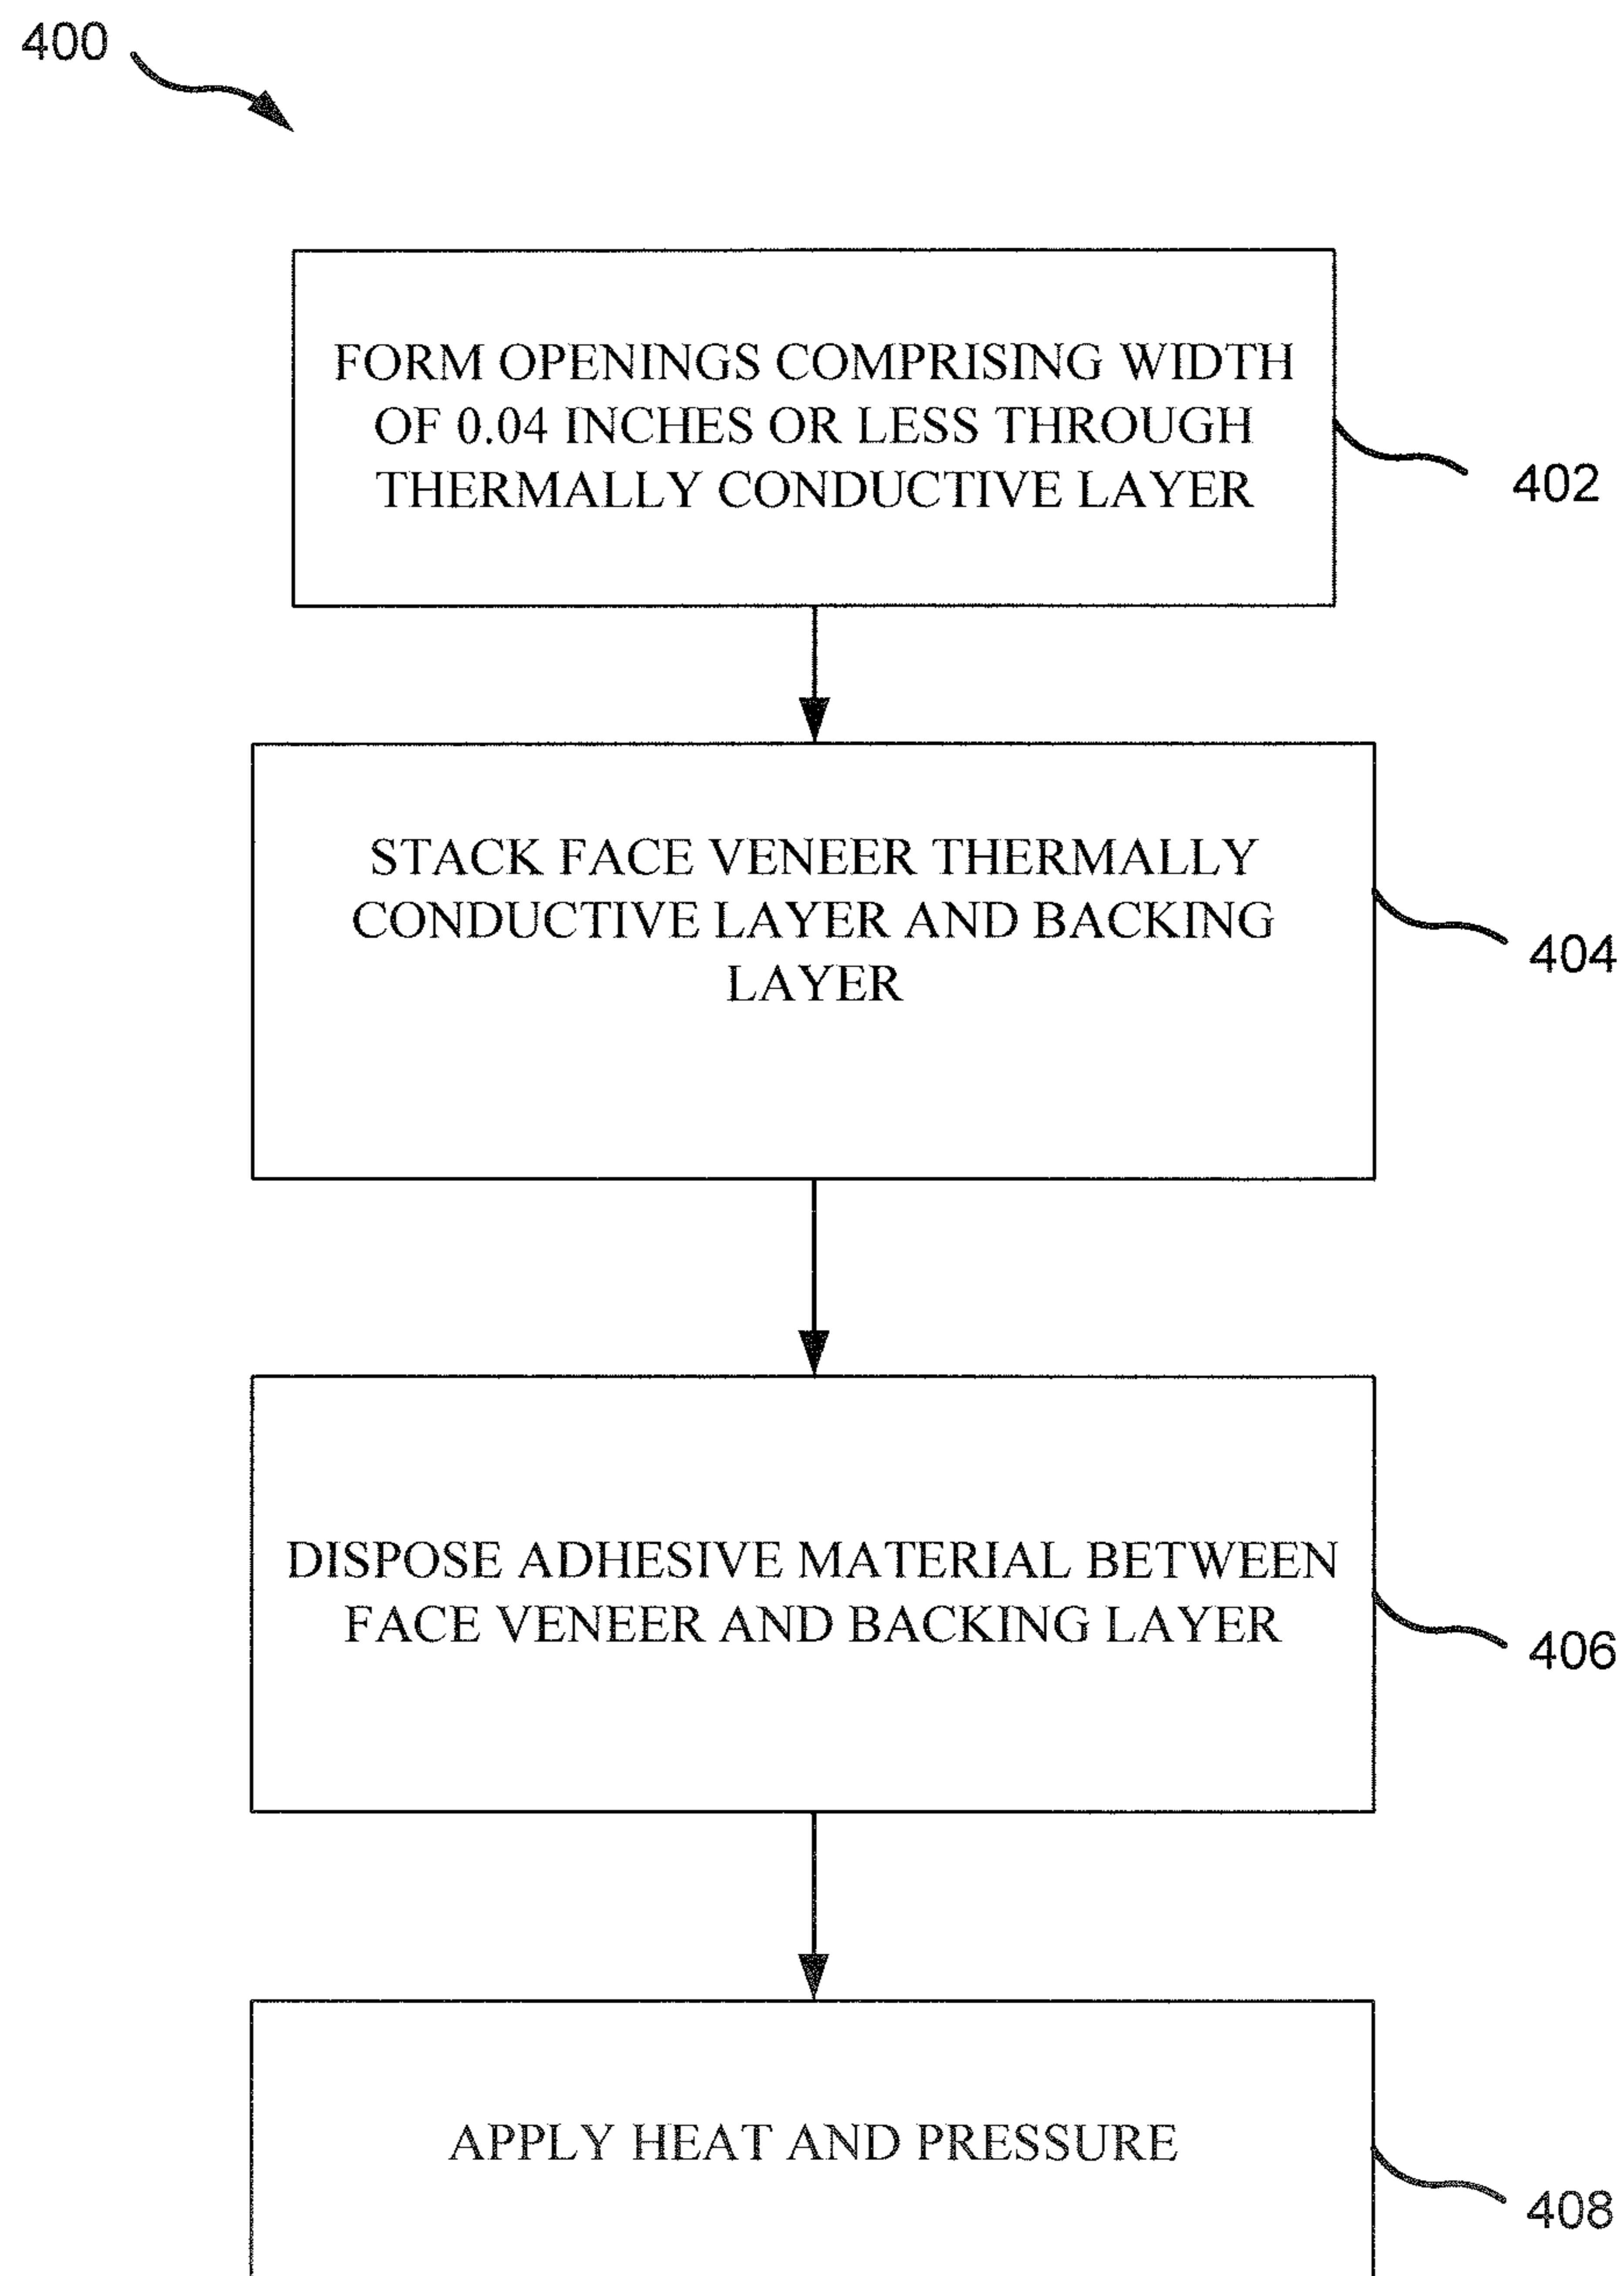 400
FORM OPENINGS COMPRISING WIDTH
OF 0.04 INCHES OR LESS THROUGH
THERMALLY CONDUCTIVE LAYER
402
STACK FACE VENEER THERMALLY
CONDUCTIVE LAYER AND BACKING
LAYER
404
DISPOSE ADHESIVE MATERIAL BETWEEN
FACE VENEER AND BACKING LAYER
406
APPLY HEAT AND PRESSURE
408